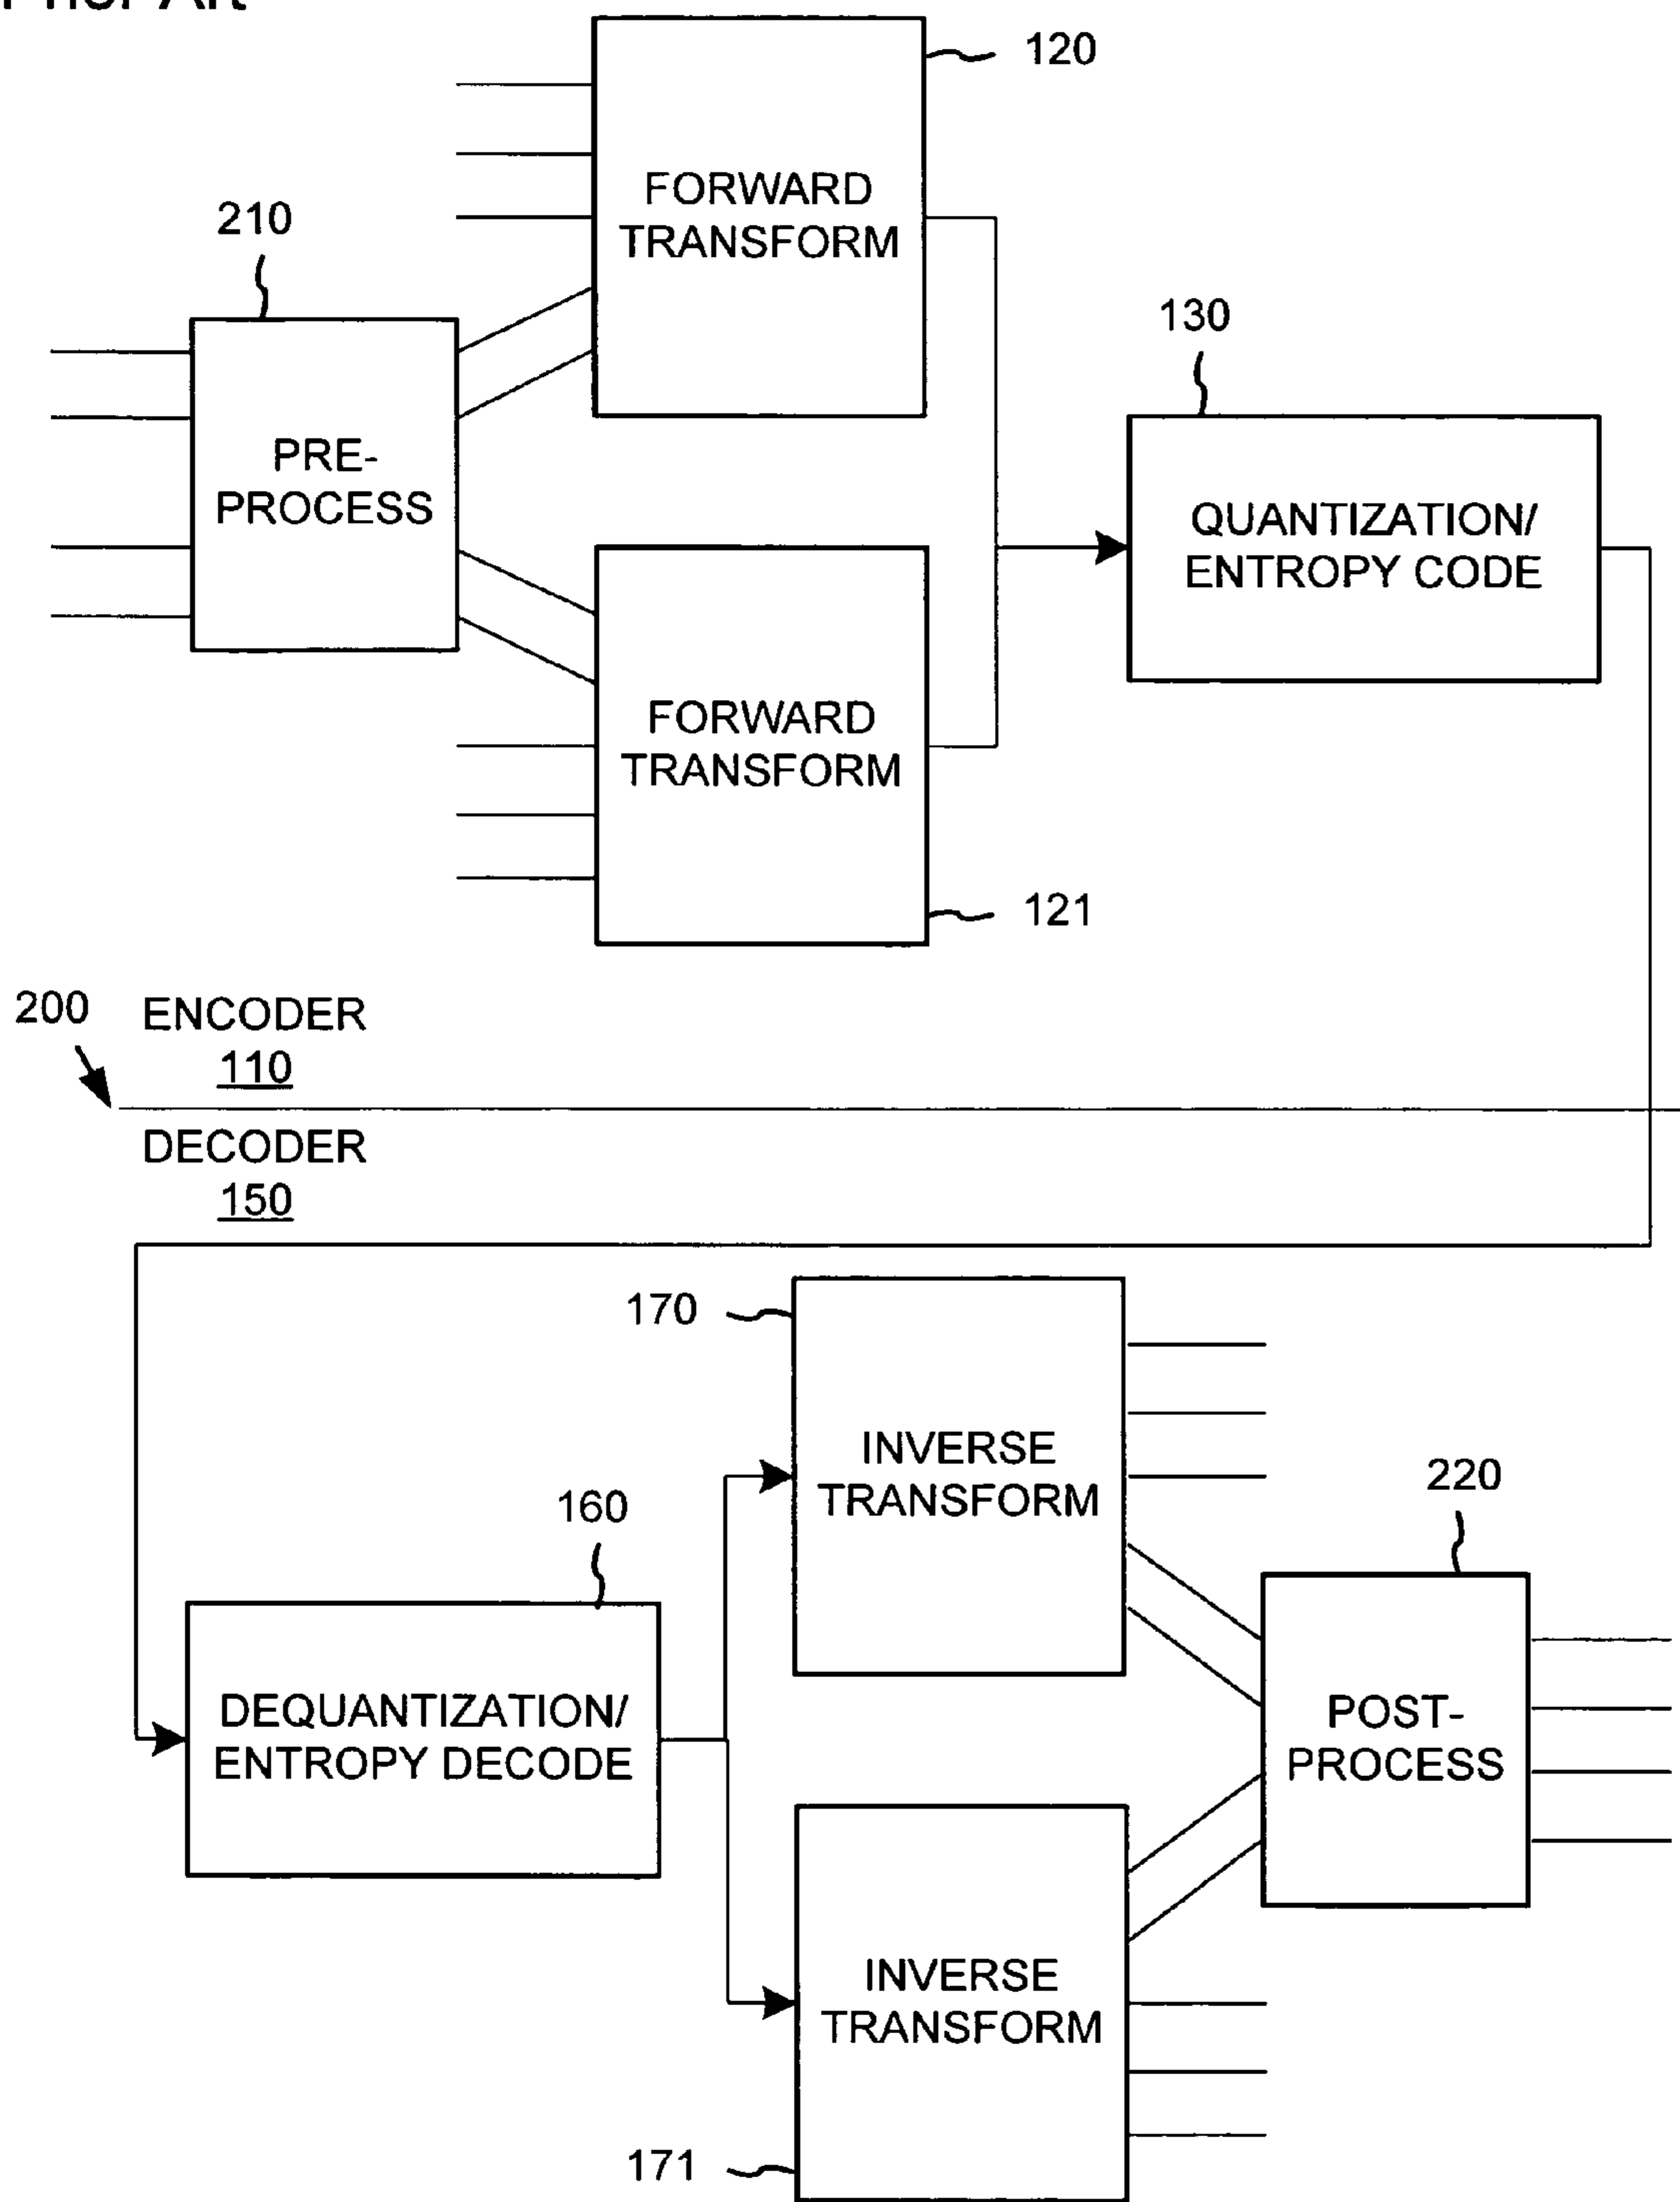 120
FORWARD
TRANSFORM
210
130
PRE-
PROCESS
QUANTIZATION/
ENTROPY CODE
FORWARD
TRANSFORM
121
200
ENCODER
110
DECODER
150
170
INVERSE
TRANSFORM
220
160
DEQUANTIZATION/
ENTROPY DECODE
POST-
PROCESS
INVERSE
TRANSFORM
171